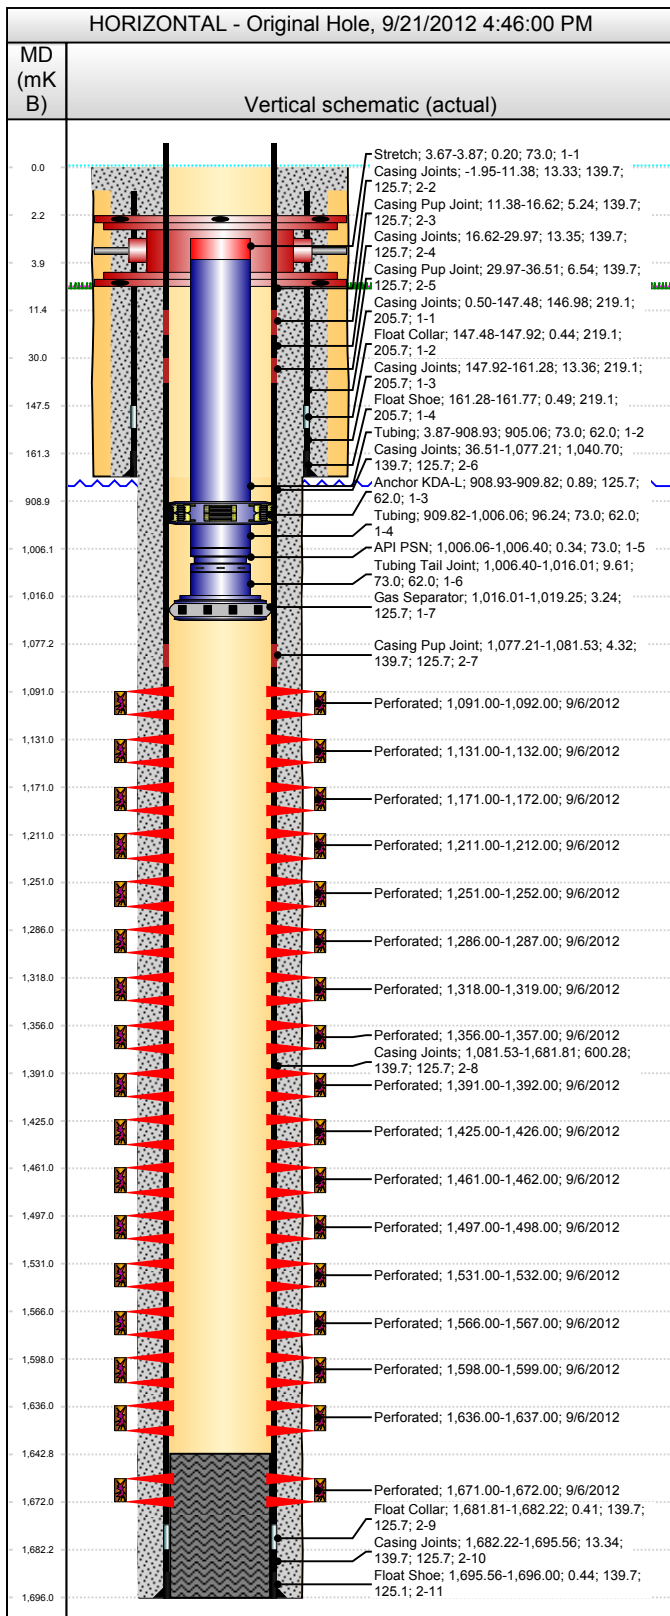 HORIZONTAL - Original Hole, 9/21/2012 4:46:00 PM
MD
(mK
B)
Vertical schematic (actual)
0.0
2.2
3.9
11.4
30.0
147.5
161.3
908.9
1,006.1
1,016.0
1,077.2
1,091.0
1,131.0
1,171.0
1,211.0
1,251.0
1,286.0
1,318.0
1,356.0
1,391.0
1,425.0
1,461.0
1,497.0
1,531.0
1,566.0
1,598.0
1,636.0
1,642.8
1,672.0
1,682.2
1,696.0
Stretch; 3.67-3.87; 0.20; 73.0; 1-1
Casing Joints; -1.95-11.38; 13.33; 139.7;
125.7; 2-2
Casing Pup Joint; 11.38-16.62; 5.24; 139.7;
125.7; 2-3
Casing Joints; 16.62-29.97; 13.35; 139.7;
125.7; 2-4
Casing Pup Joint; 29.97-36.51; 6.54; 139.7;
125.7; 2-5
Casing Joints; 0.50-147.48; 146.98; 219.1;
205.7; 1-1
Float Collar; 147.48-147.92; 0.44; 219.1;
205.7; 1-2
Casing Joints; 147.92-161.28; 13.36; 219.1;
205.7; 1-3
Float Shoe; 161.28-161.77; 0.49; 219.1;
205.7; 1-4
Tubing; 3.87-908.93; 905.06; 73.0; 62.0; 1-2
Casing Joints; 36.51-1,077.21; 1,040.70;
139.7; 125.7; 2-6
Anchor KDA-L; 908.93-909.82; 0.89; 125.7;
62.0; 1-3
Tubing; 909.82-1,006.06; 96.24; 73.0; 62.0;
1-4
API PSN; 1,006.06-1,006.40; 0.34; 73.0; 1-5
Tubing Tail Joint; 1,006.40-1,016.01; 9.61;
73.0; 62.0; 1-6
Gas Separator; 1,016.01-1,019.25; 3.24;
125.7; 1-7
Casing Pup Joint; 1,077.21-1,081.53; 4.32;
139.7; 125.7; 2-7
Perforated; 1,091.00-1,092.00; 9/6/2012
Perforated; 1,131.00-1,132.00; 9/6/2012
Perforated; 1,171.00-1,172.00; 9/6/2012
Perforated; 1,211.00-1,212.00; 9/6/2012
Perforated; 1,251.00-1,252.00; 9/6/2012
Perforated; 1,286.00-1,287.00; 9/6/2012
Perforated; 1,318.00-1,319.00; 9/6/2012
Perforated; 1,356.00-1,357.00; 9/6/2012
Casing Joints; 1,081.53-1,681.81; 600.28;
139.7; 125.7; 2-8
Perforated; 1,391.00-1,392.00; 9/6/2012
Perforated; 1,425.00-1,426.00; 9/6/2012
Perforated; 1,461.00-1,462.00; 9/6/2012
Perforated; 1,497.00-1,498.00; 9/6/2012
Perforated; 1,531.00-1,532.00; 9/6/2012
Perforated; 1,566.00-1,567.00; 9/6/2012
Perforated; 1,598.00-1,599.00; 9/6/2012
Perforated; 1,636.00-1,637.00; 9/6/2012
Perforated; 1,671.00-1,672.00; 9/6/2012
Float Collar; 1,681.81-1,682.22; 0.41; 139.7;
125.7; 2-9
Casing Joints; 1,682.22-1,695.56; 13.34;
139.7; 125.7; 2-10
Float Shoe; 1,695.56-1,696.00; 0.44; 139.7;
125.1; 2-11